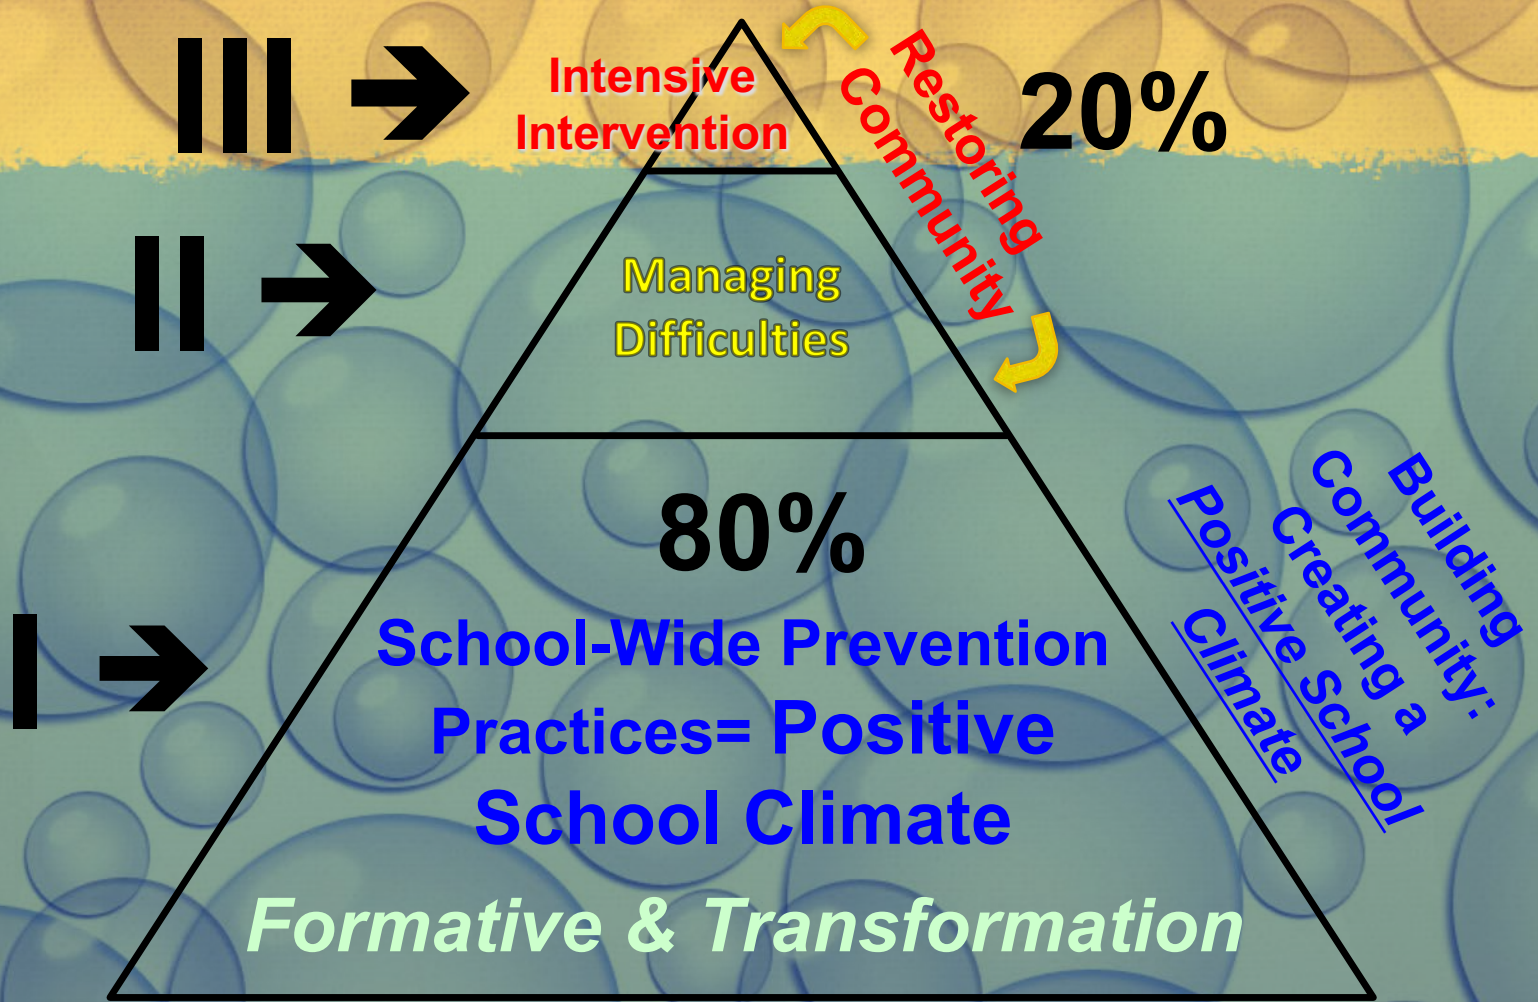 III ➔
Intensive
Intervention
Restoring
Community
20%
II ➔
Managing
Difficulties
80%
I ➔
School-Wide Prevention
Practices= Positive
School Climate
Formative & Transformation
Building
Community:
Creating a
Positive School
Climate